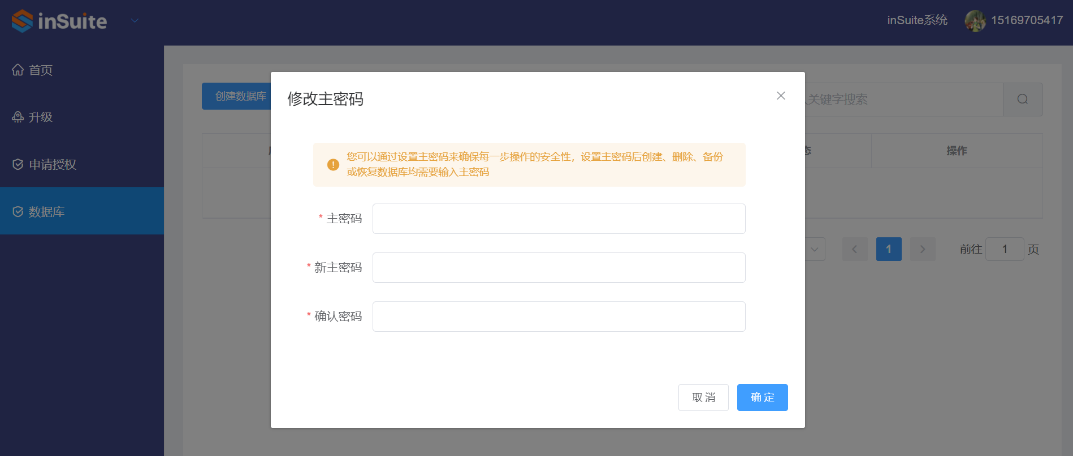 inSuite
inSuite系统
15169705417
首页
升级
申请授权
数据库
创建数据库
关键字搜索
操作
1
前往
1
页
修改主密码
您可以通过设置主密码来确保每一步操作的安全性，设置主密码后创建、删除、备份
或恢复数据库均需要输入主密码
* 主密码
* 新主密码
* 确认密码
取消
确定